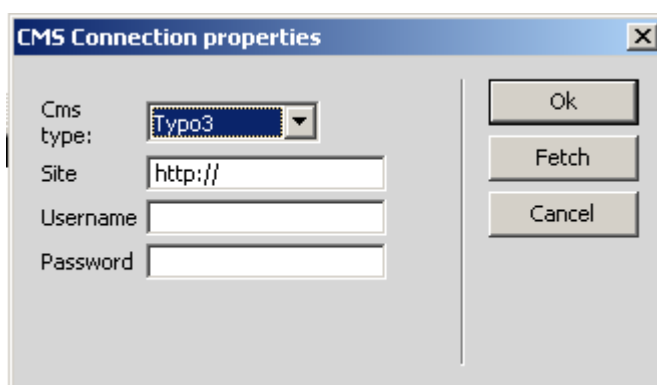 CMS Connection properties
Cms
type:
Typo3
Site
http://
Username
Password
Ok
Fetch
Cancel